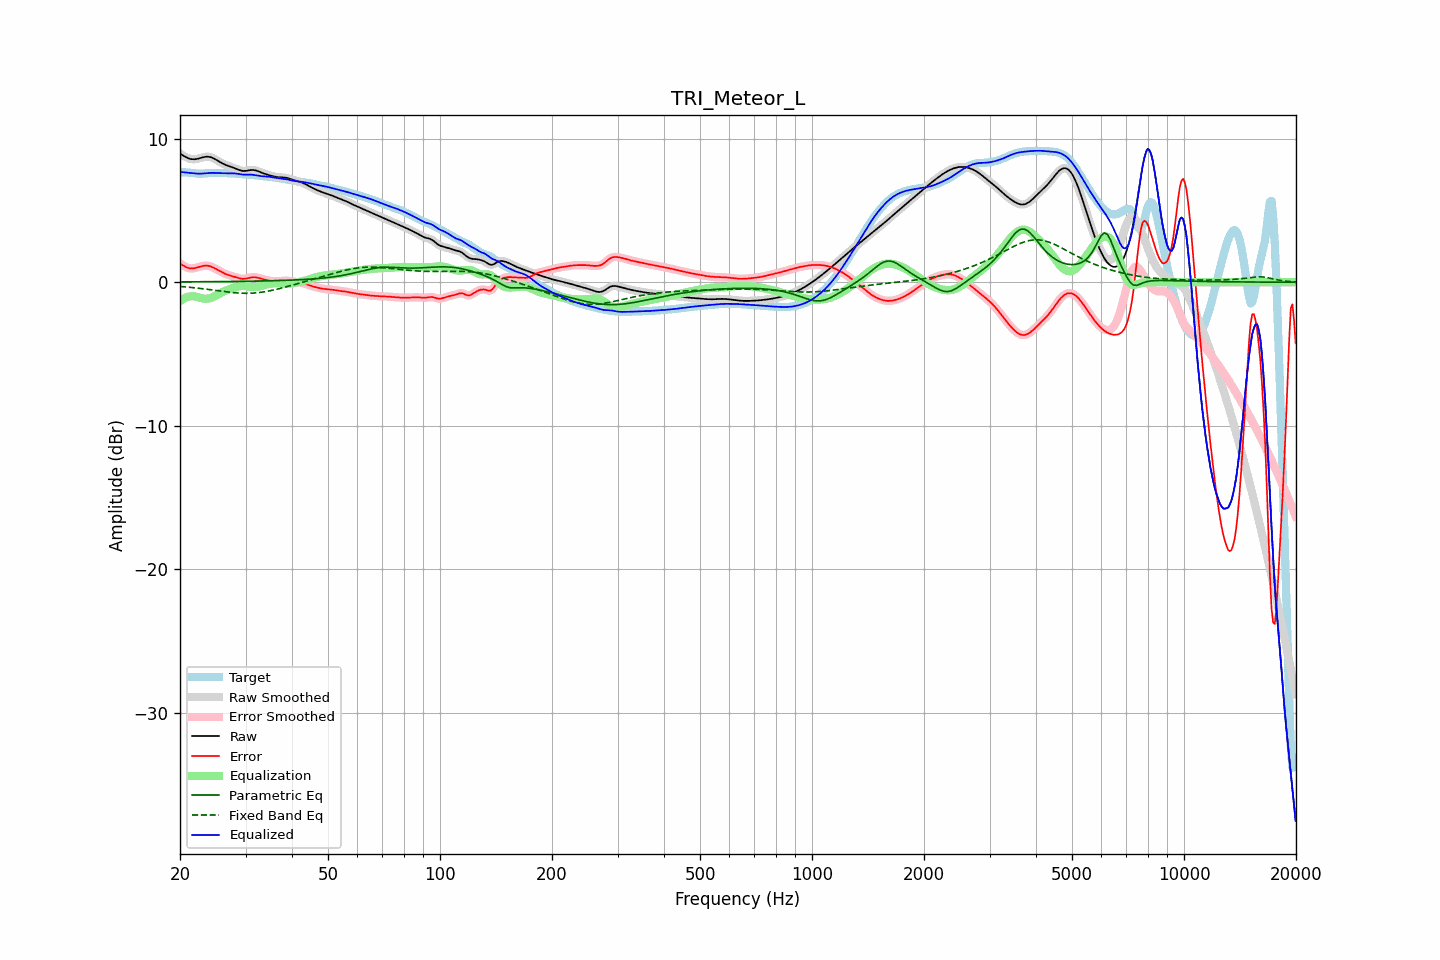 TRI_Meteor_L
Amplitude (dBr)
10
0
−10
−20
−30
Target
Raw Smoothed
Error Smoothed
Raw
Error
Equalization
Parametric Eq
Fixed Band Eq
Equalized
20 50 100 200 500 1000 2000 5000 10000 20000
Frequency (Hz)